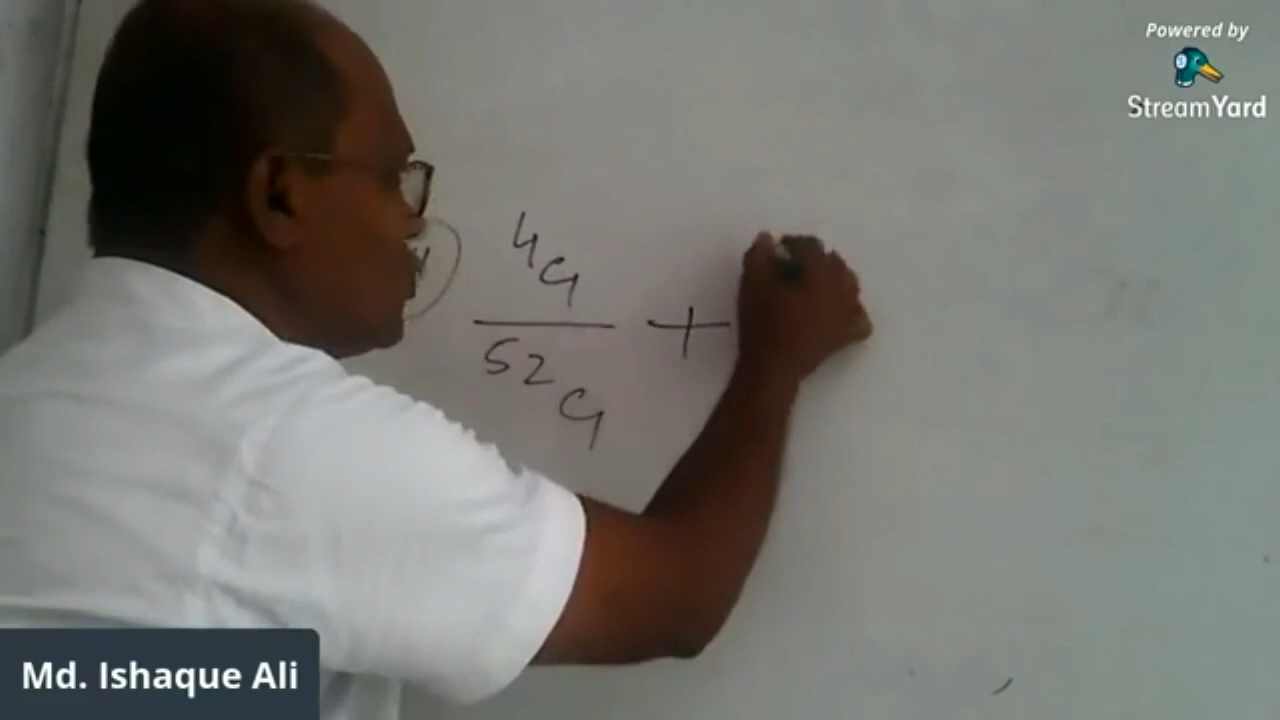 Powered by
StreamYard
4C1
+
52C1
Md. Ishaque Ali